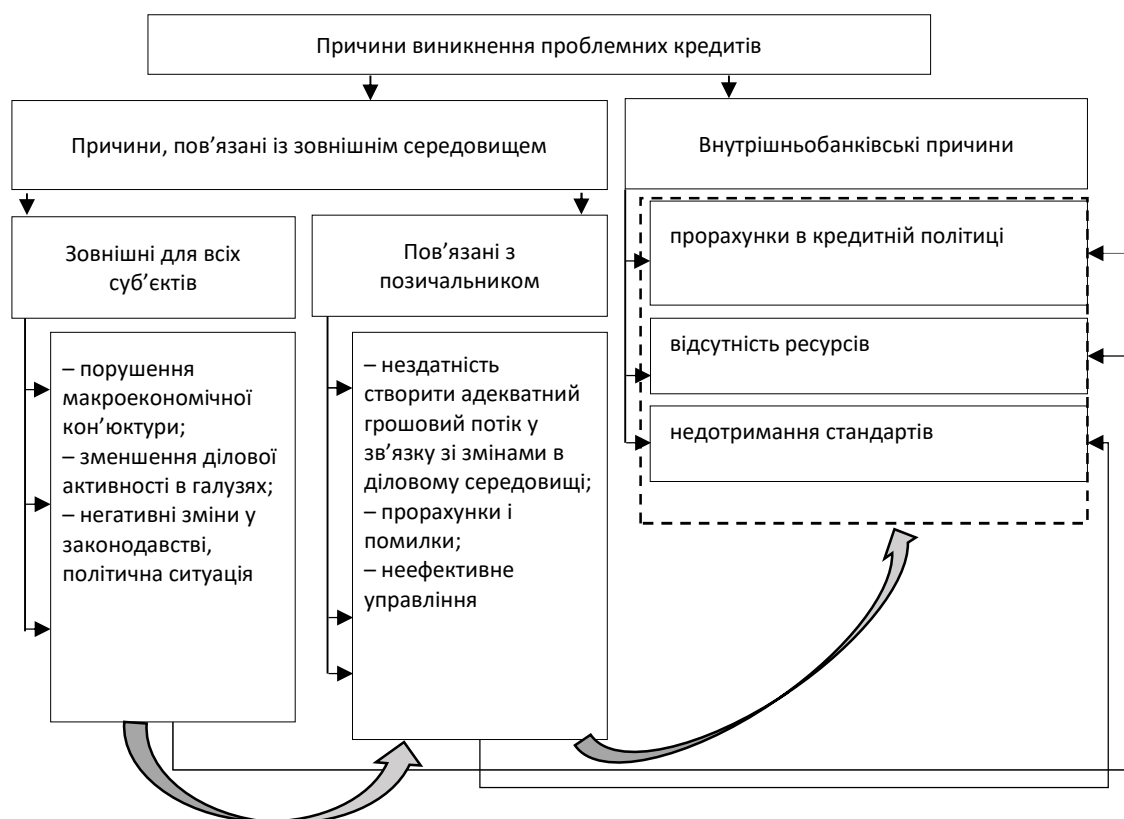 Причини виникнення проблемних кредитів
Причини, пов’язані із зовнішнім середовищем
Внутрішньобанківські причини
Зовнішні для всіх
суб’єктів
Пов’язані з
позичальником
– порушення
макроекономічної
кон’юктури;
– зменшення ділової
активності в галузях;
– негативні зміни у
законодавстві,
політична ситуація
– нездатність
створити адекватний
грошовий потік у
зв’язку зі змінами в
діловому середовищі;
– прорахунки і
помилки;
– неефективне
управління
прорахунки в кредитній політиці
відсутність ресурсів
недотримання стандартів